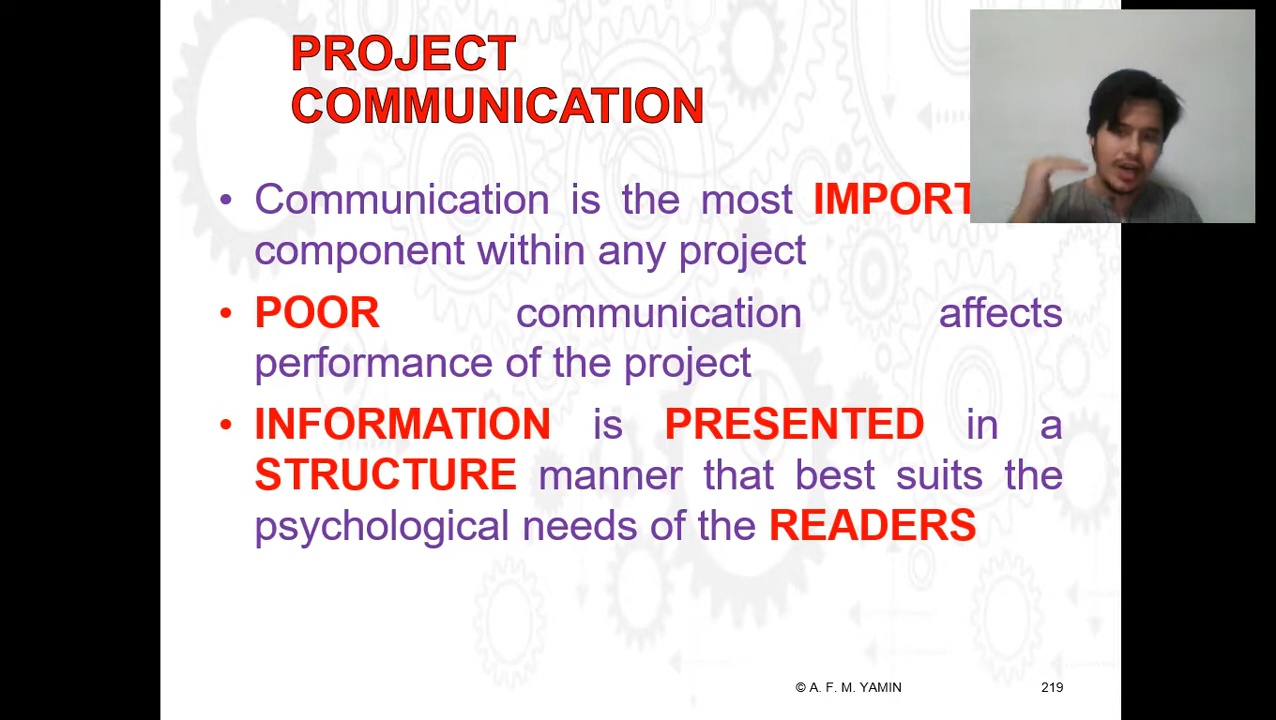 PROJECT
COMMUNICATION
• Communication is the most
component within any project
• POOR communication affects
performance of the project
• INFORMATION is PRESENTED in a
STRUCTURE manner that best suits the
psychological needs of the READERS
© A. F. M. YAMIN 219